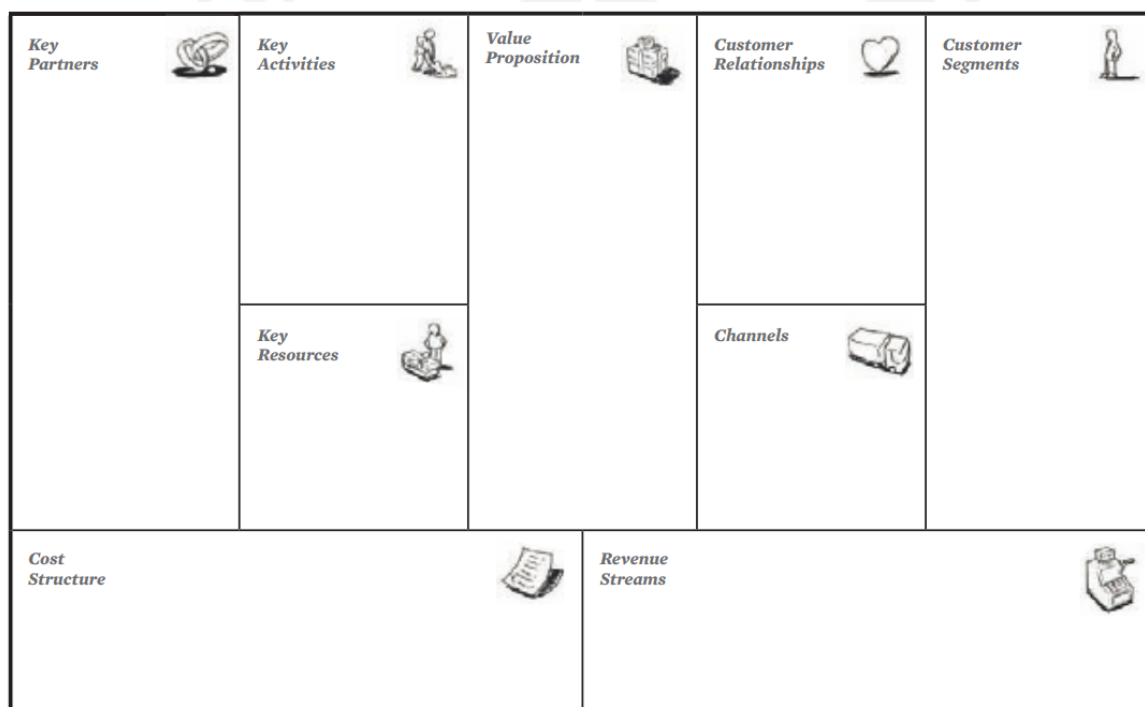 Key
Partners
Key
Activities
Value
Proposition
Customer
Relationships
Customer
Segments
Key
Resources
Channels
Cost
Structure
Revenue
Streams